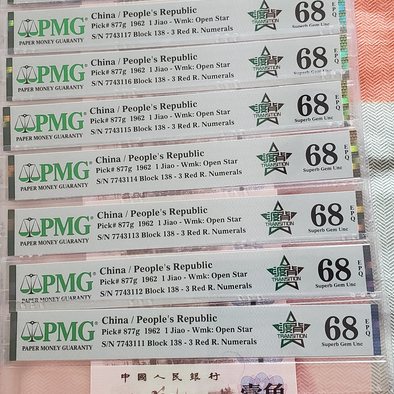 PMG
PAPER MONEY GUARANTY
China / People's Republic
Pick# 877g 1962 1 Jiao - Wmk: Open Star
S/N 7743117 Block 138 - 3 Red R. Numerals
TRANSITION
68 EPQ
Superb Gem Unc
PMG
PAPER MONEY GUARANTY
China / People's Republic
Pick# 877g 1962 1 Jiao - Wmk: Open Star
S/N 7743116 Block 138 - 3 Red R. Numerals
TRANSITION
68 EPQ
Superb Gem Unc
PMG
PAPER MONEY GUARANTY
China / People's Republic
Pick# 877g 1962 1 Jiao - Wmk: Open Star
S/N 7743115 Block 138 - 3 Red R. Numerals
TRANSITION
68 EPQ
Superb Gem Unc
PMG
PAPER MONEY GUARANTY
China / People's Republic
Pick# 877g 1962 1 Jiao - Wmk: Open Star
S/N 7743114 Block 138 - 3 Red R. Numerals
TRANSITION
68 EPQ
Superb Gem Unc
PMG
PAPER MONEY GUARANTY
China / People's Republic
Pick# 877g 1962 1 Jiao - Wmk: Open Star
S/N 7743113 Block 138 - 3 Red R. Numerals
TRANSITION
68 EPQ
Superb Gem Unc
PMG
PAPER MONEY GUARANTY
China / People's Republic
Pick# 877g 1962 1 Jiao - Wmk: Open Star
S/N 7743112 Block 138 - 3 Red R. Numerals
TRANSITION
68 EPQ
Superb Gem Unc
PMG
PAPER MONEY GUARANTY
China / People's Republic
Pick# 877g 1962 1 Jiao - Wmk: Open Star
S/N 7743111 Block 138 - 3 Red R. Numerals
TRANSITION
68 EPQ
Superb Gem Unc
中國人民銀行
壹角